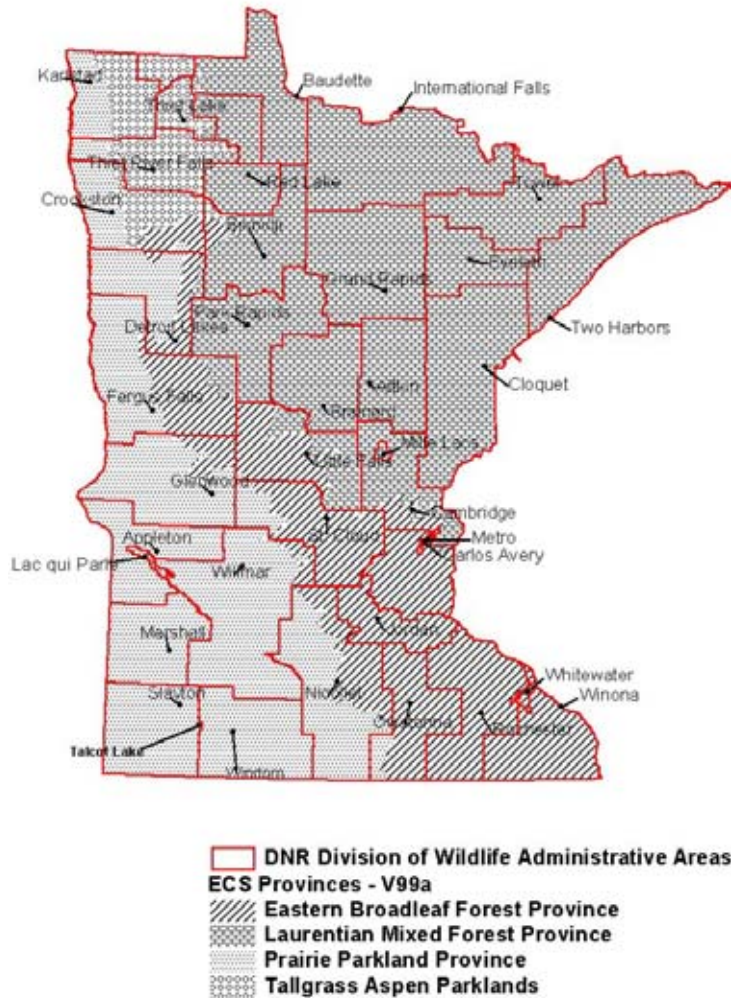 Karlstad
Baudette
International Falls
Thief Lake
Thief River Falls
Red Lake
Tower
Crookston
Bemidji
Eveleth
Grand Rapids
Park Rapids
Two Harbors
Detroit Lakes
Cloquet
Aitkin
Fergus Falls
Brainerd
Mille Lacs
Little Falls
Glenwood
Cambridge
St. Cloud
Metro
Appleton
Carlos Avery
Lac qui Parle
Willmar
Jordan
Marshall
Whitewater
Slayton
Nicollet
Winona
Owatonna
Rochester
Talcot Lake
Windom
DNR Division of Wildlife Administrative Areas
ECS Provinces - V99a
Eastern Broadleaf Forest Province
Laurentian Mixed Forest Province
Prairie Parkland Province
Tallgrass Aspen Parklands